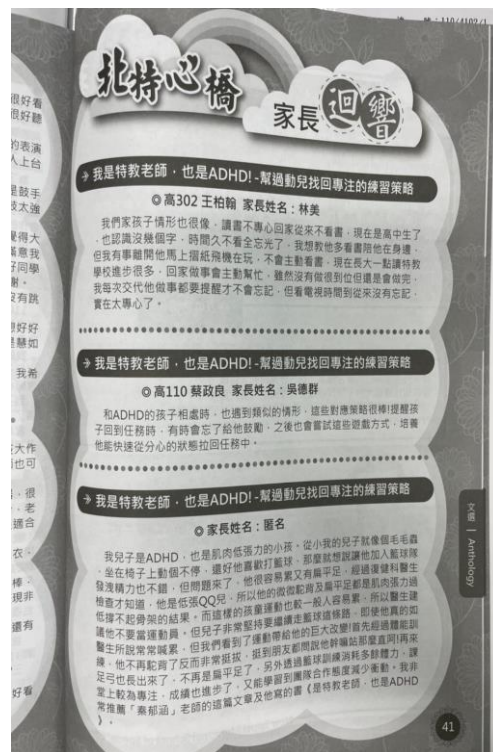 北特心橋
家長迴響
我是特教老師，也是ADHD!-幫過動兒找回專注的練習策略
◎高302 王柏翰 家長姓名：林美
我們家孩子情形也很像，讀書不專心回家從來不看書，現在是高中生了
，也認識沒幾個字，時間久不看全忘光了，我想教他多看書陪他在身邊，
但我有事離開他馬上摺紙飛機在玩，不會主動看書，現在長大一點讀特教
學校進步很多，回家做事會主動幫忙，雖然沒有做很到位但還是會做完，
我每次交代他做事都要提醒才不會忘記，但看電視時間到從來沒有忘記，
實在太專心了。
我是特教老師，也是ADHD!-幫過動兒找回專注的練習策略
◎高110 蔡政良 家長姓名：吳德群
和ADHD的孩子相處時，也遇到類似的情形，這些對應策略很棒!提醒孩
子回到任務時，有時會忘了給他鼓勵，之後也會嘗試這些遊戲方式，培養
他能快速從分心的狀態拉回任務中。
我是特教老師，也是ADHD!-幫過動兒找回專注的練習策略
◎家長姓名：匿名
我兒子是ADHD，也是肌肉低張力的小孩。從小我的兒子就像個毛毛蟲
，坐在椅子上動個不停，還好他喜歡打籃球，那麼就想說讓他加入籃球隊
發洩精力也不錯，但問題來了，他很容易累又有扁平足，經過復健科醫生
檢查才知道，他是低張QQ兒，所以他的微微駝背及扁平足都是肌肉張力過
低撐不起骨架的結果。而這樣的孩童運動也較一般人容易累，所以醫生建
議他不要當運動員。但兒子非常堅持要繼續走籃球這條路，即使他真的如
醫生所說常常喊累，但我們看到了運動帶給他的巨大改變!首先經過體能訓
練，他不再駝背了反而非常挺拔，挺到朋友都問說他幹嘛站那麼直阿!再來
足弓也長出來了，不再是扁平足了，另外透過籃球訓練消耗多餘體力，課
堂上較為專注，成績也進步了，又能學習到團隊合作態度減少衝動。我非
常推薦「秦郁涵」老師的這篇文章及他寫的書《是特教老師，也是ADHD
》。
文選 | Anthology
41